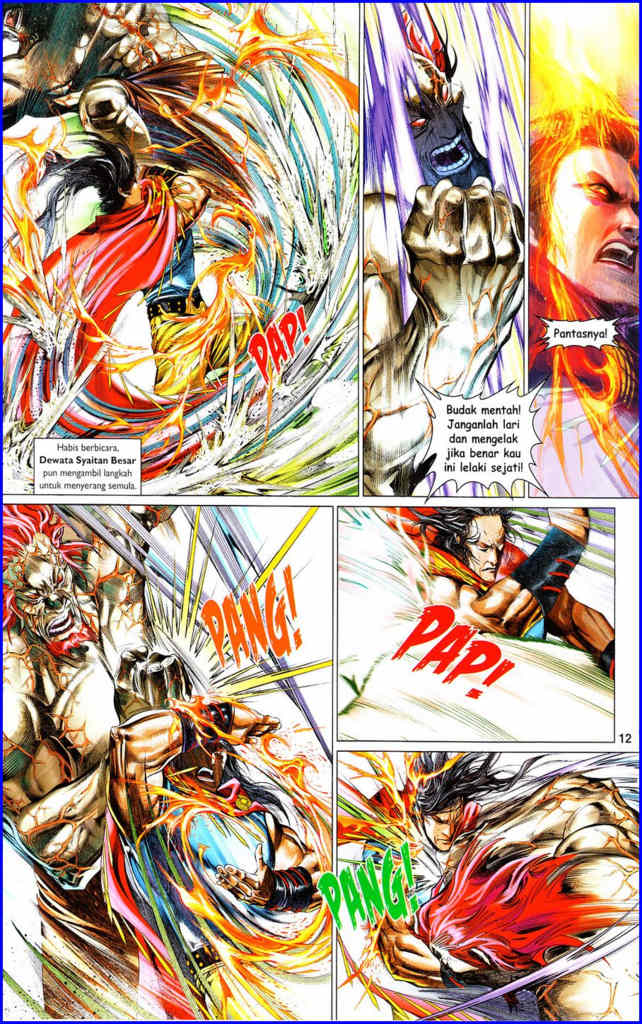 PAP!
Habis berbicara,
Dewata Syaitan Besar
pun mengambil langkah
untuk menyerang semula.
Budak mentah!
Janganlah lari
dan mengelak
jika benar kau
ini lelaki sejati!
Pantasnya!
PANG!
PAP!
12
PANG!